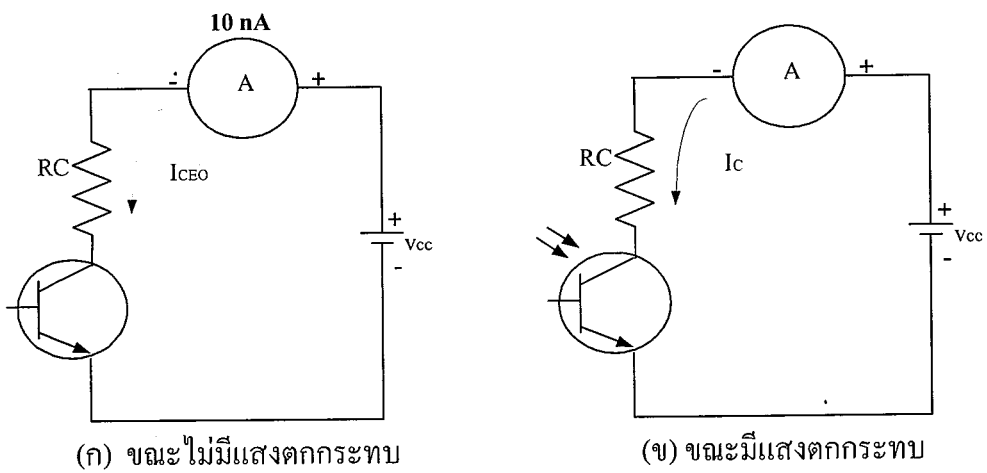 10 nA
- A +
RC
ICEO
+
Vcc
-
(ก) ขณะไม่มีแสงตกกระทบ
- A +
RC
IC
+
Vcc
-
(ข) ขณะมีแสงตกกระทบ